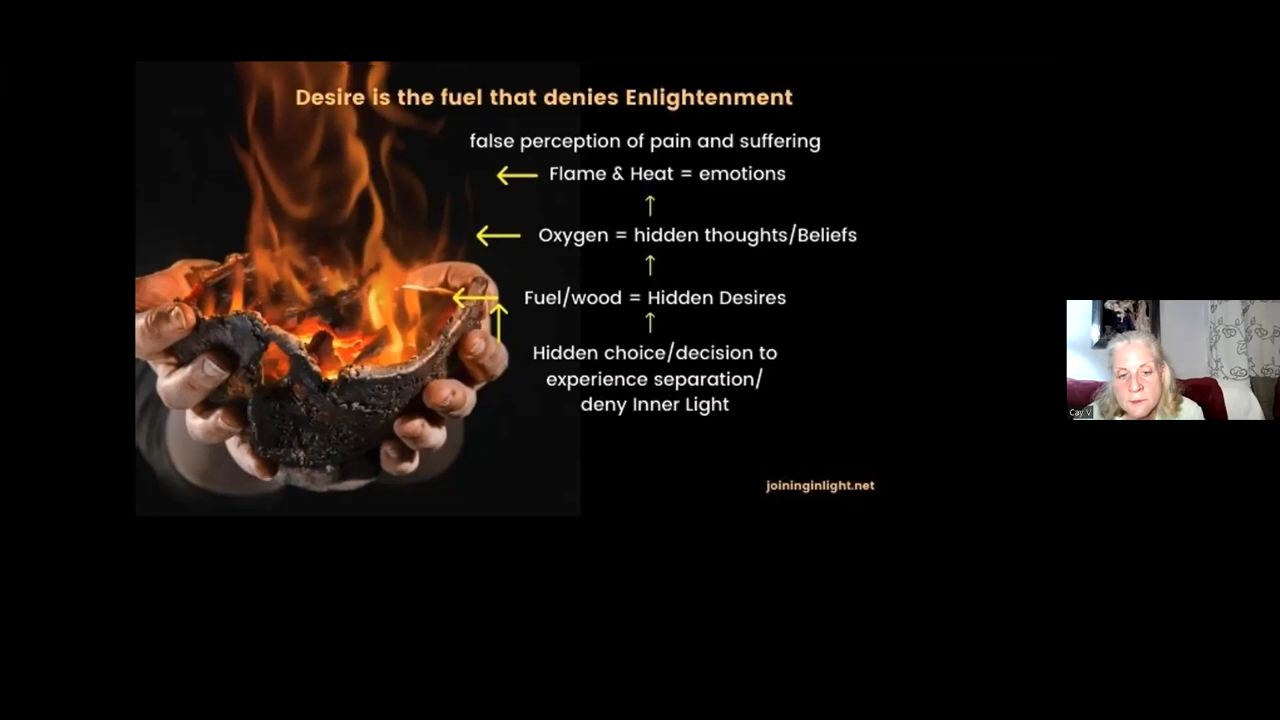 Desire is the fuel that denies Enlightenment
false perception of pain and suffering
← Flame & Heat = emotions
↑
← Oxygen = hidden thoughts/Beliefs
↑
← Fuel/wood = Hidden Desires
↑ ↑
Hidden choice/decision to
experience separation/
deny Inner Light
Cay V
joininginlight.net